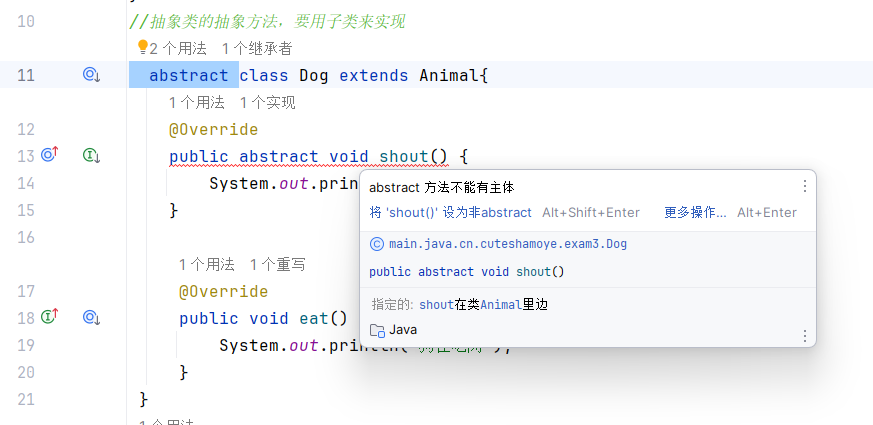 10 //抽象类的抽象方法，要用子类来实现
2 个用法 1 个继承者
11 abstract class Dog extends Animal{
1 个用法 1 个实现
12 @Override
13 public abstract void shout() {
14 System.out.prin
15 }
16
1 个用法 1 个重写
17 @Override
18 public void eat()
19 System.out.println(
20 }
21 }
1 个用法
abstract 方法不能有主体
将 'shout()' 设为非abstract Alt+Shift+Enter 更多操作... Alt+Enter
main.java.cn.cuteshamoye.exam3.Dog
public abstract void shout()
指定的: shout在类Animal里边
Java